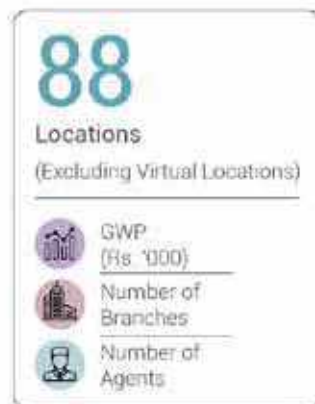 88
Locations
(Excluding Virtual Locations)
GWP
(Rs. '000)
Number of
Branches
Number of
Agents